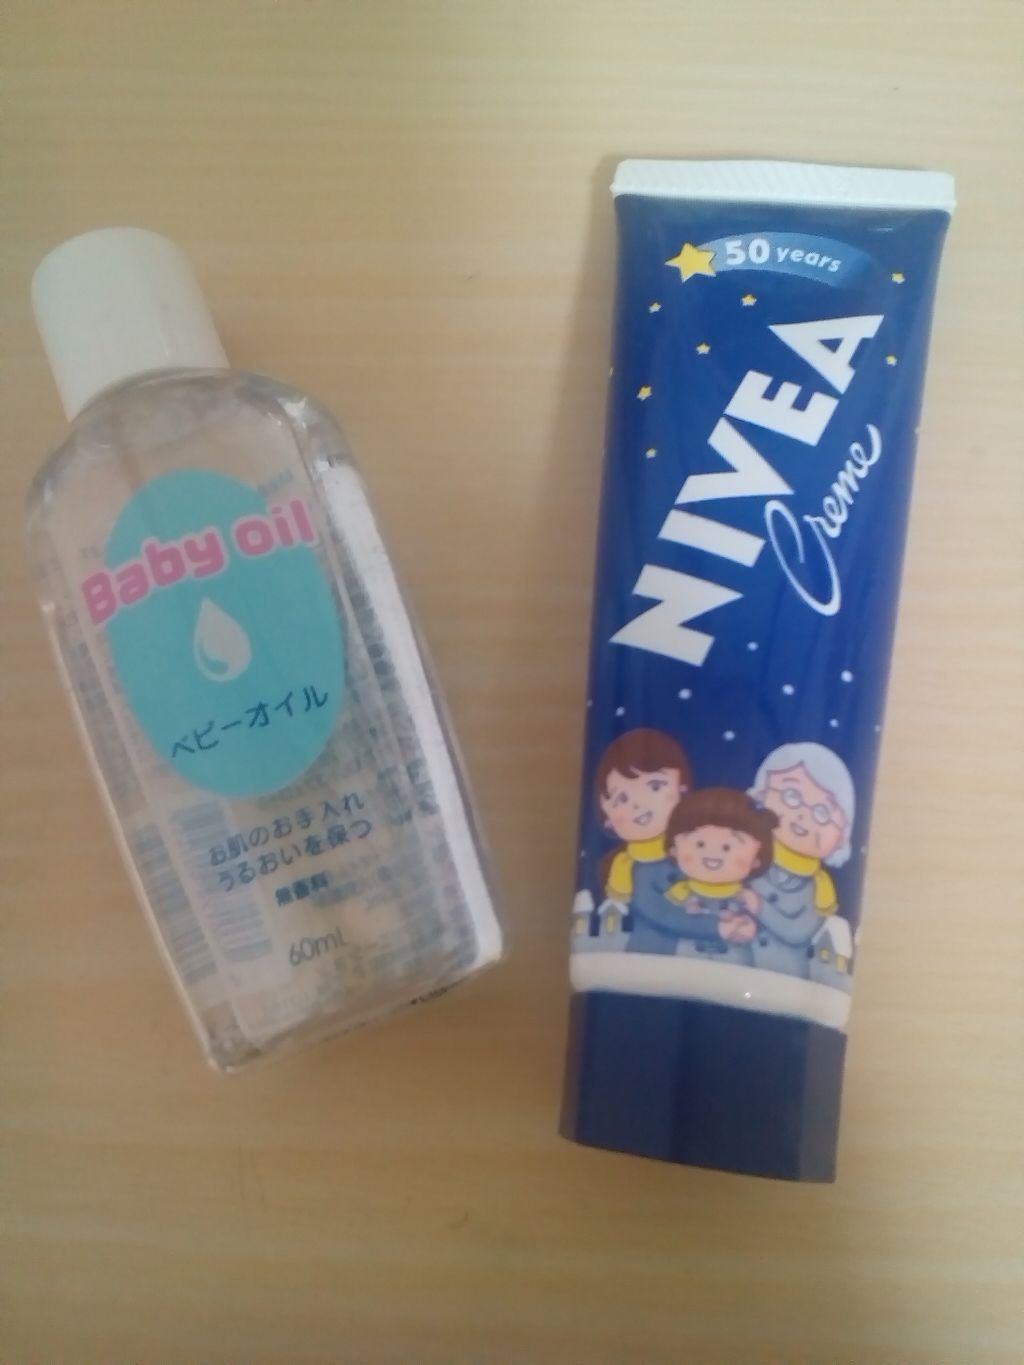 Baby oil
ベビーオイル
お肌のお手入れ
うるおいを保つ
無香料
60mL
50 years
NIVEA
Creme